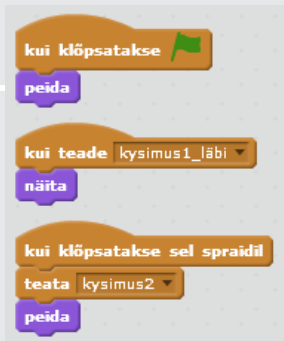 kui klõpsatakse
peida
kui teade kysimus1_läbi
näita
kui klõpsatakse sel spraidil
teata kysimus2
peida